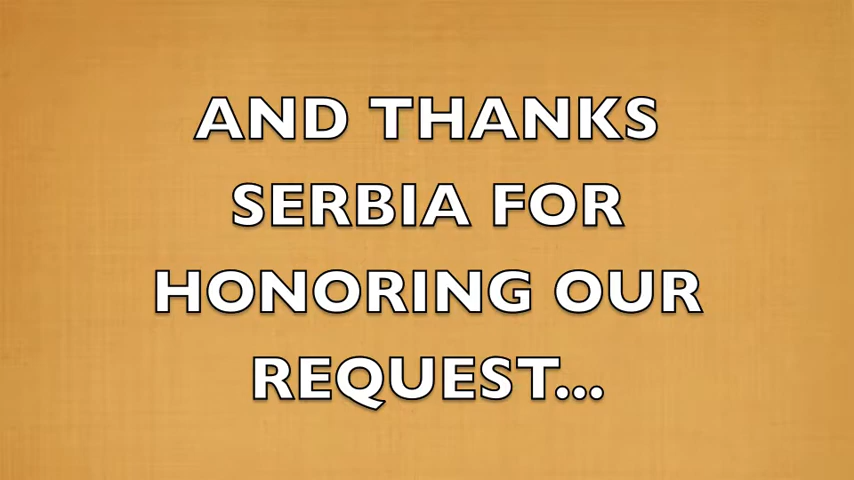 AND THANKS
SERBIA FOR
HONORING OUR
REQUEST...